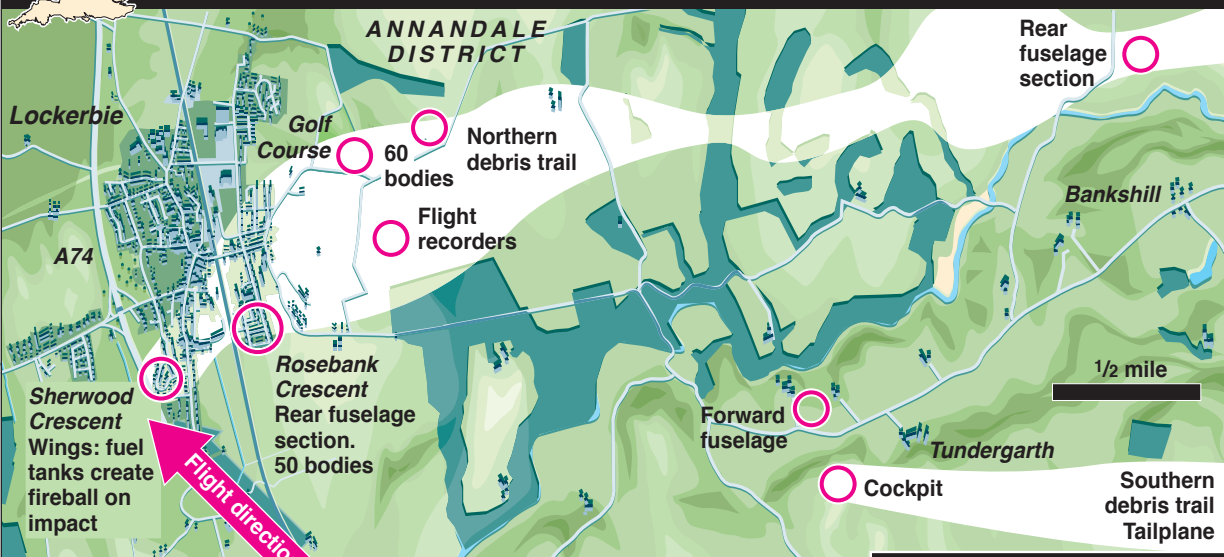 ANNANDALE
DISTRICT
Rear
fuselage
section
Lockerbie
Golf
Course
60
bodies
Northern
debris trail
Flight
recorders
Bankshill
A74
Rosebank
Crescent
Rear fuselage
section.
50 bodies
1/2 mile
Sherwood
Crescent
Wings: fuel
tanks create
fireball on
impact
Flight direction
Forward
fuselage
Tundergarth
Cockpit
Southern
debris trail
Tailplane